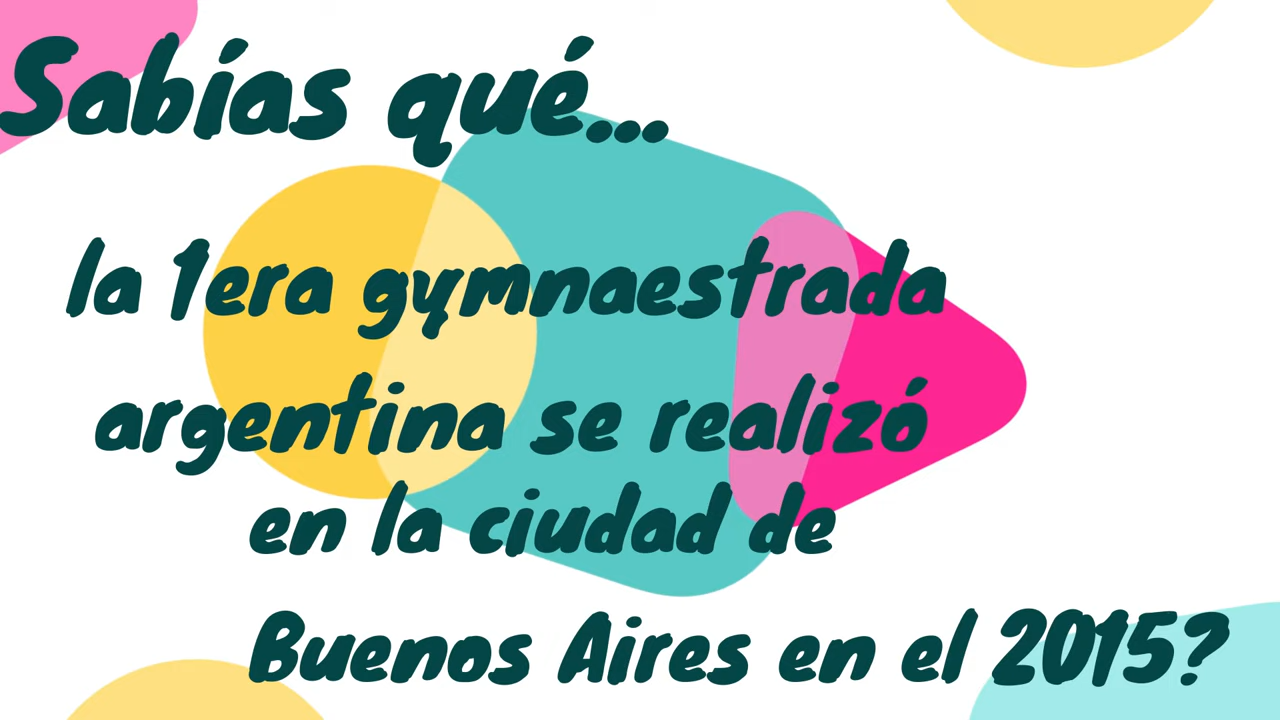 Sabías qué...
la 1era gymnaestrada
argentina se realizó
en la ciudad de
Buenos Aires en el 2015?